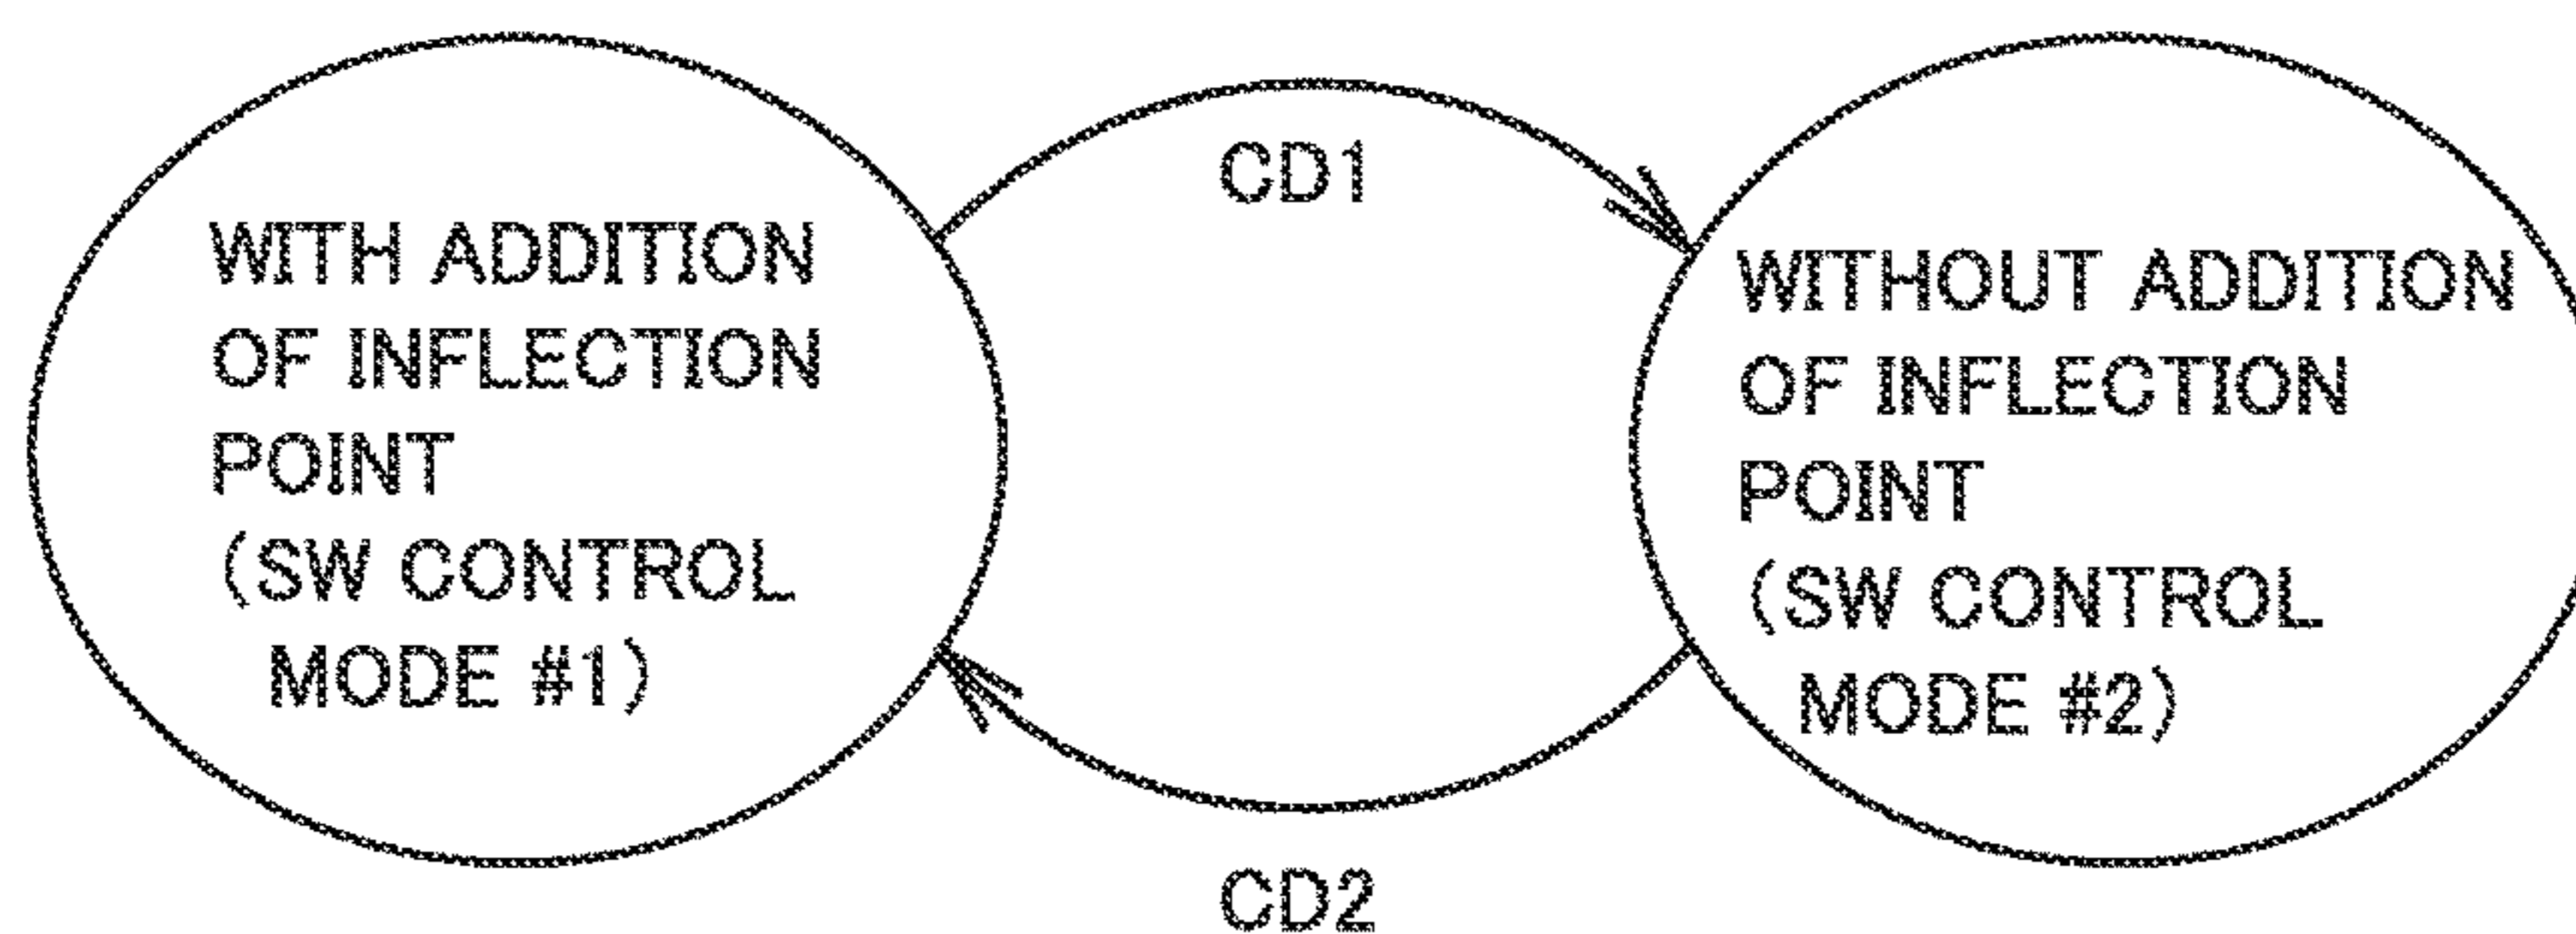 CD1
WITH ADDITION
OF INFLECTION
POINT
(SW CONTROL
MODE #1)
WITHOUT ADDITION
OF INFLECTION
POINT
(SW CONTROL
MODE #2)
CD2